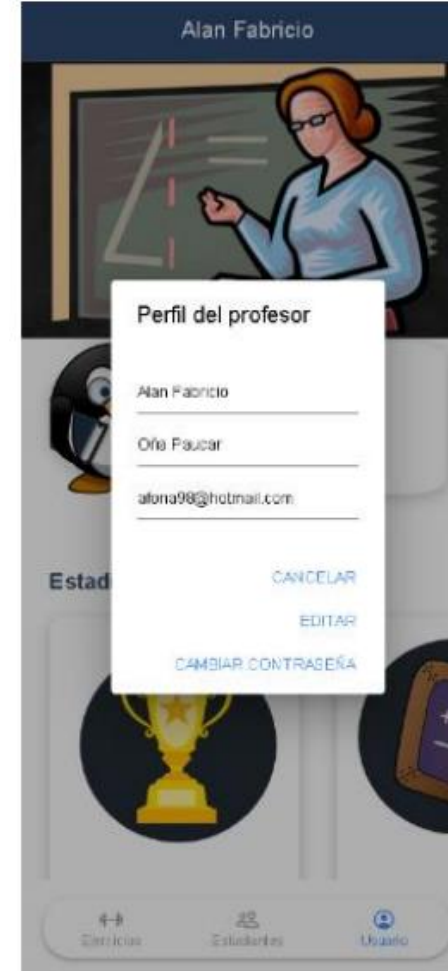 Alan Fabricio
Perfil del profesor
Alan Fabricio
Oña Paucar
afona98@hotmail.com
Estad
CANCELAR
EDITAR
CAMBIAR CONTRASEÑA
Ejercicios
Estudiantes
Usuario